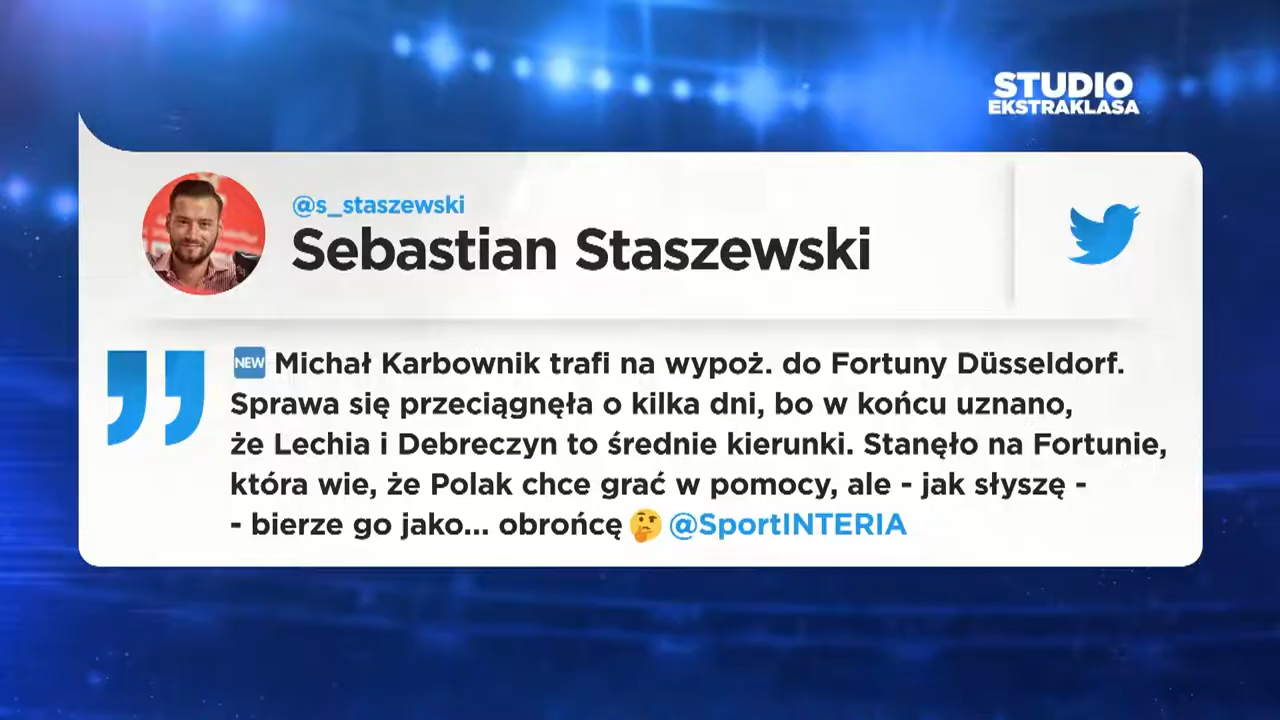 STUDIO
EKSTRAKLASA
@s_staszewski
Sebastian Staszewski
NEW Michał Karbownik trafi na wypoż. do Fortuny Düsseldorf.
Sprawa się przeciągnęła o kilka dni, bo w końcu uznano,
że Lechia i Debreczyn to średnie kierunki. Stanęło na Fortunie,
która wie, że Polak chce grać w pomocy, ale - jak słyszę -
- bierze go jako... obrońcę 🤔 @SportINTERIA